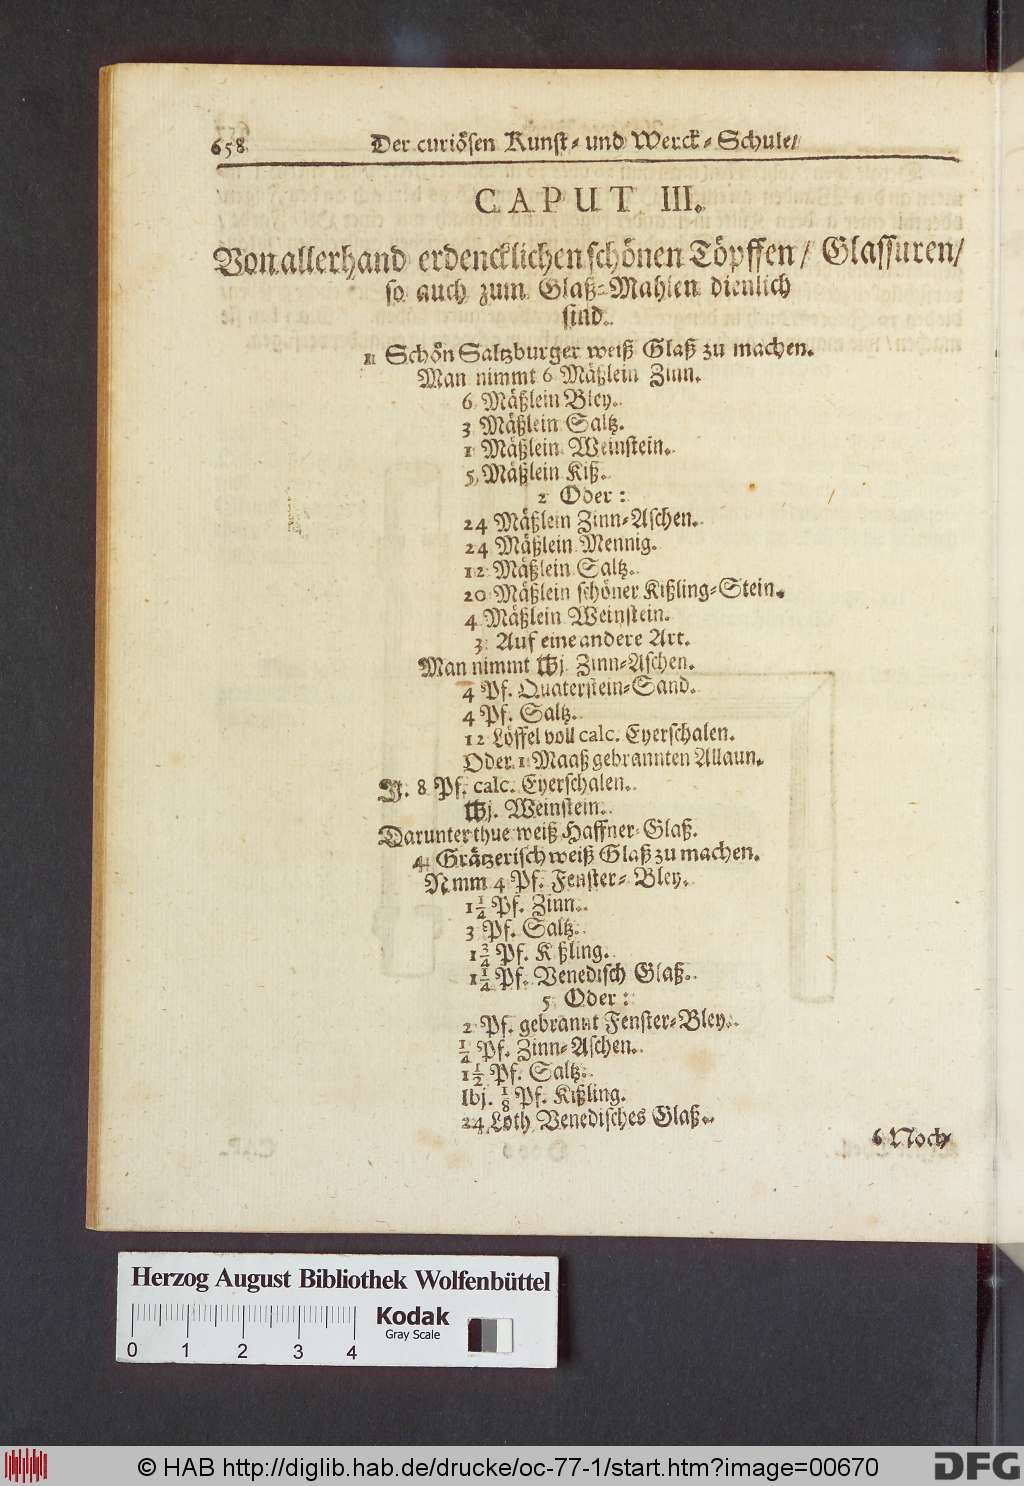 658 Der curiösen Kunst- und Werck-Schule/
CAPUT III.
Von allerhand erdencklichen schönen Töpffen/ Glassuren/
so auch zum Glaß-Mahlen dienlich
sind.
1 Schön Saltzburger weiß Glaß zu machen.
Man nimmt 6 Mäßlein Zinn.
6 Mäßlein Bley.
3 Mäßlein Saltz.
1 Mäßlein Weinstein.
5 Mäßlein Kiß.
2 Oder:
24 Mäßlein Zinn-Aschen.
24 Mäßlein Mennig.
12 Mäßlein Saltz.
20 Mäßlein schöner Kißling-Stein.
4 Mäßlein Weinstein.
3 Auf eine andere Art.
Man nimmt ℔j. Zinn-Aschen.
4 Pf. Quaterstein-Sand.
4 Pf. Saltz.
12 Löffel voll calc. Eyerschalen.
Oder 1 Maaß gebrannten Allaun.
J. 8 Pf. calc. Eyerschalen.
℔j. Weinstein.
Darunter thue weiß Haffner-Glaß.
4 Grätzerisch weiß Glaß zu machen.
Nimm 4 Pf. Fenster-Bley.
1¼ Pf. Zinn.
3 Pf. Saltz.
1¾ Pf. Kißling.
1¼ Pf. Venedisch Glaß.
5 Oder:
2 Pf. gebrannt Fenster-Bley.
¼ Pf. Zinn-Aschen.
1½ Pf. Saltz.
lbj. ⅛ Pf. Kißling.
24 Loth Venedisches Glaß.
6 Noch
Herzog August Bibliothek Wolfenbüttel
Kodak
Gray Scale
0 1 2 3 4
© HAB http://diglib.hab.de/drucke/oc-77-1/start.htm?image=00670
DFG